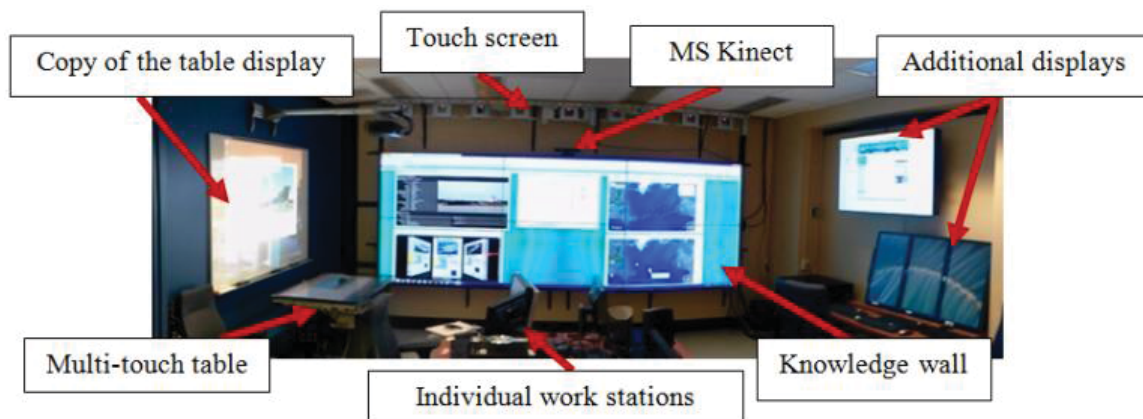 Touch screen
MS Kinect
Copy of the table display
Additional displays
Multi-touch table
Individual work stations
Knowledge wall